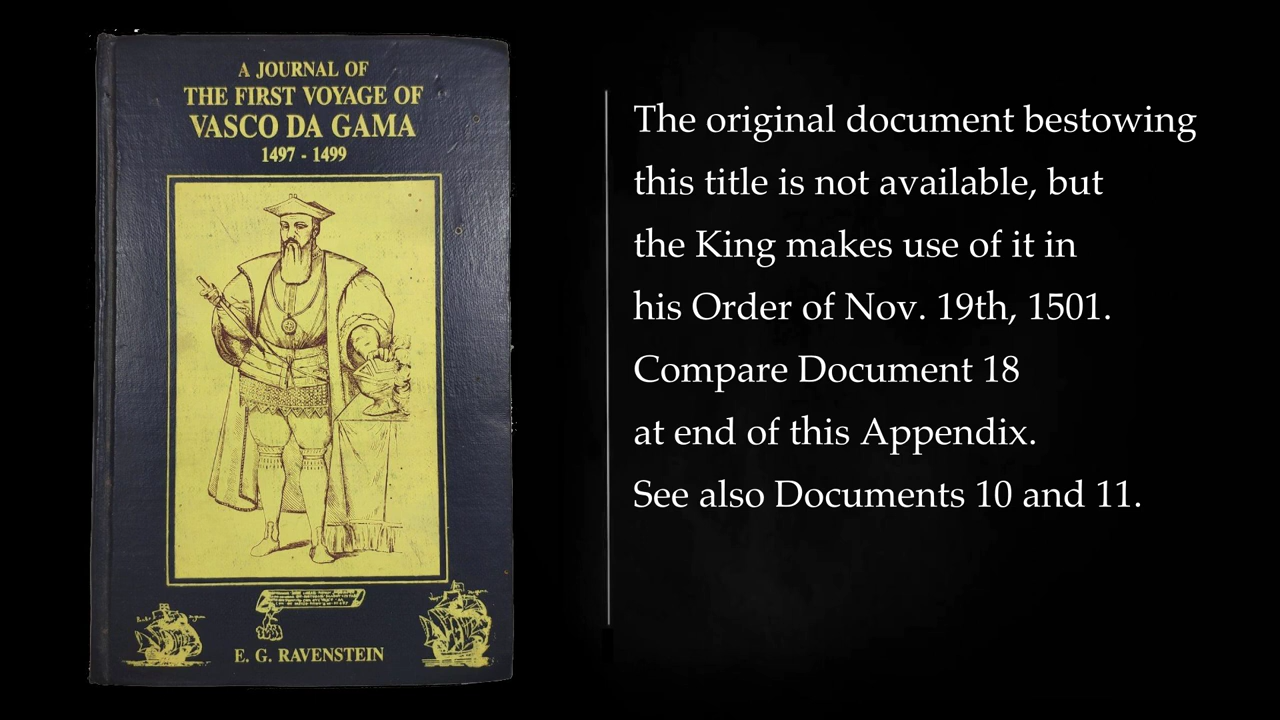 A JOURNAL OF
THE FIRST VOYAGE OF
VASCO DA GAMA
1497 - 1499
E. G. RAVENSTEIN
The original document bestowing
this title is not available, but
the King makes use of it in
his Order of Nov. 19th, 1501.
Compare Document 18
at end of this Appendix.
See also Documents 10 and 11.